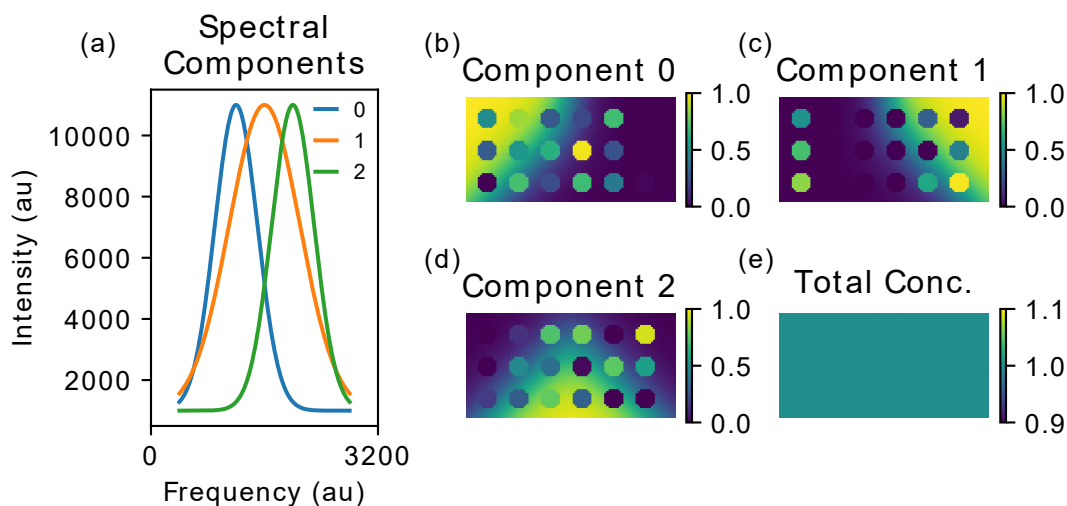 (a)
Spectral
Components
0
1
2
10000
8000
6000
4000
2000
0
3200
Intensity (au)
Frequency (au)
(b)
Component 0
1.0
0.5
0.0
(c)
Component 1
1.0
0.5
0.0
(d)
Component 2
1.0
0.5
0.0
(e)
Total Conc.
1.1
1.0
0.9